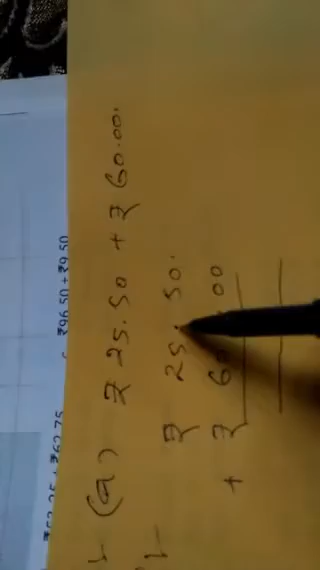 (a) ₹ 25.50 + ₹ 60.00.
₹ 25. 50.
+ ₹ 60 00
₹96.50 + ₹9.50